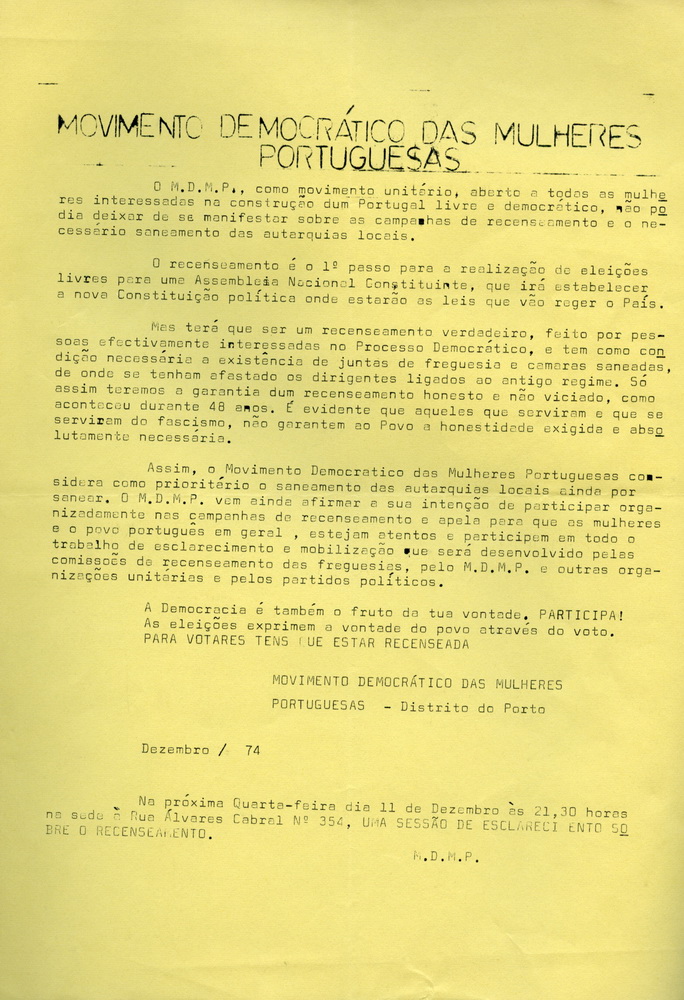 MOVIMENTO DEMOCRÁTICO DAS MULHERES
PORTUGUESAS
O M.D.M.P., como movimento unitário, aberto a todas as mulhe
res interessadas na construção dum Portugal livre e democrático, não po
dia deixar de se manifestar sobre as campanhas de recenseamento e o ne-
cessário saneamento das autarquias locais.
O recenseamento é o 1º passo para a realização de eleições
livres para uma Assembleia Nacional Constituinte, que irá estabelecer
a nova Constituição política onde estarão as leis que vão reger o País.
Mas terá que ser um recenseamento verdadeiro, feito por pes-
soas efectivamente interessadas no Processo Democrático, e tem como con
dição necessária a existência de juntas de freguesia e camaras saneadas,
de onde se tenham afastado os dirigentes ligados ao antigo regime. Só
assim teremos a garantia dum recenseamento honesto e não viciado, como
aconteceu durante 48 anos. É evidente que aqueles que serviram e que se
serviram do fascismo, não garantem ao Povo a honestidade exigida e abso
lutamente necessária.
Assim, o Movimento Democratico das Mulheres Portuguesas con-
sidera como prioritário o saneamento das autarquias locais ainda por
sanear. O M.D.M.P. vem ainda afirmar a sua intenção de participar orga-
nizadamente nas campanhas de recenseamento e apela para que as mulheres
e o povo português em geral , estejam atentos e participem em todo o
trabalho de esclarecimento e mobilização que será desenvolvido pelas
comissões de recenseamento das freguesias, pelo M.D.M.P. e outras orga-
nizações unitárias e pelos partidos políticos.
A Democracia é também o fruto da tua vontade. PARTICIPA!
As eleições exprimem a vontade do povo através do voto.
PARA VOTARES TENS QUE ESTAR RECENSEADA
MOVIMENTO DEMOCRÁTICO DAS MULHERES
PORTUGUESAS - Distrito do Porto
Dezembro / 74
Na próxima Quarta-feira dia 11 de Dezembro às 21,30 horas
na sede à Rua Álvares Cabral Nº 354, UMA SESSÃO DE ESCLARECI ENTO SO
BRE O RECENSEAMENTO.
M.D.M.P.